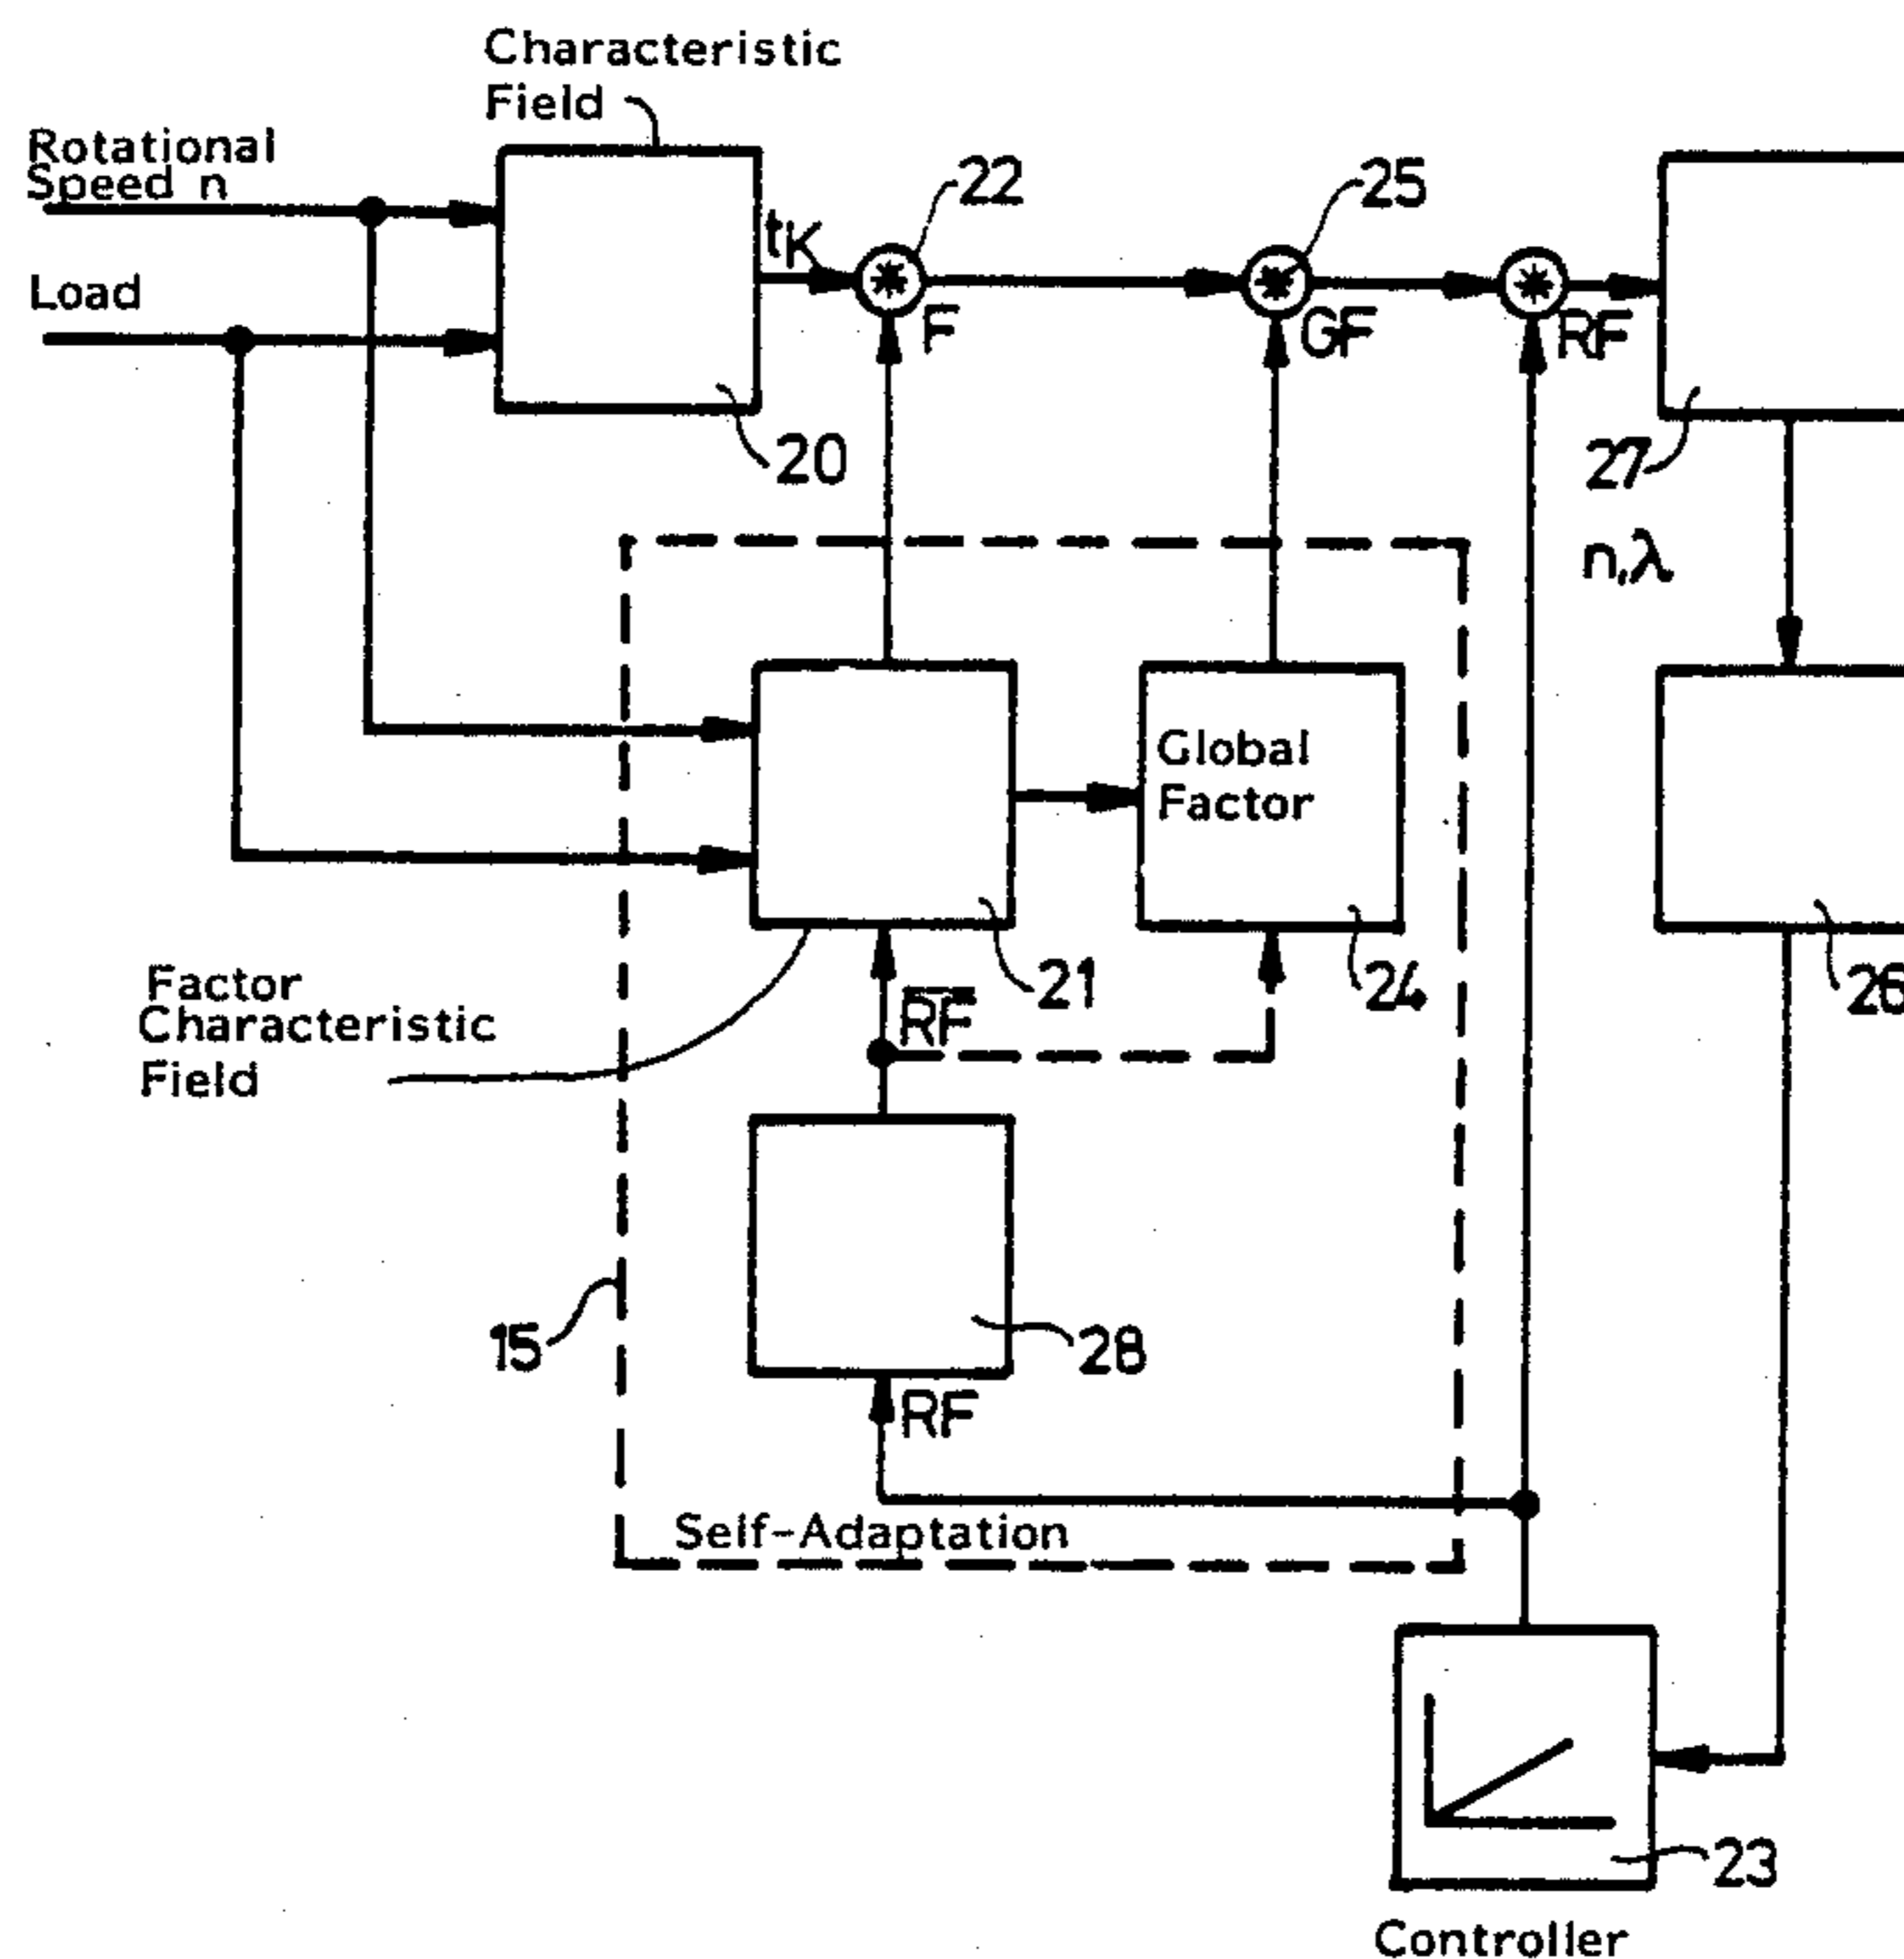 Characteristic
Field
Rotational
Speed n
Load
tK
22
F
25
GF
RF
20
27
n,λ
Global
Factor
21
24
26
Factor
Characteristic
Field
R̅F̅
28
15
RF
Self-Adaptation
23
Controller